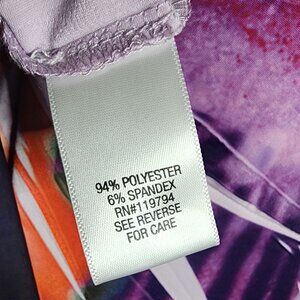 94% POLYESTER
6% SPANDEX
RN#119794
SEE REVERSE
FOR CARE